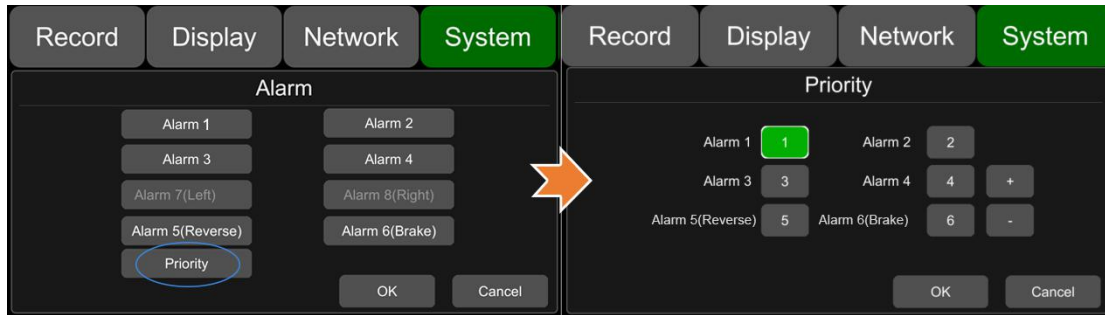 Record Display Network System
Alarm
Alarm 1 Alarm 2
Alarm 3 Alarm 4
Alarm 7(Left) Alarm 8(Right)
Alarm 5(Reverse) Alarm 6(Brake)
Priority
OK Cancel
Record Display Network System
Priority
Alarm 1 1 Alarm 2 2
Alarm 3 3 Alarm 4 4 +
Alarm 5(Reverse) 5 Alarm 6(Brake) 6 -
OK Cancel